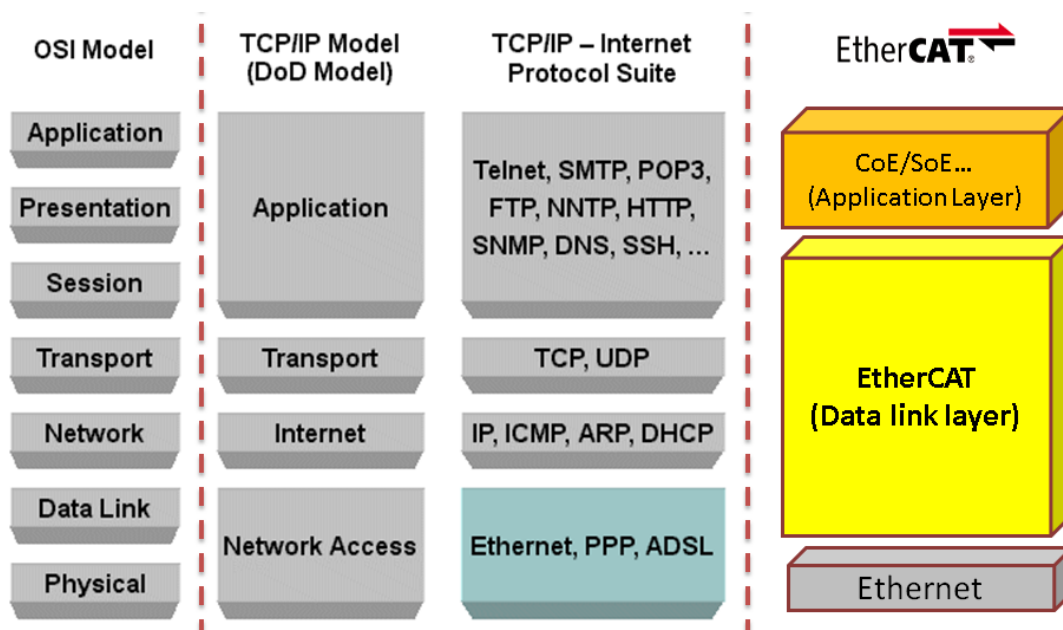 OSI Model
Application
Presentation
Session
Transport
Network
Data Link
Physical
TCP/IP Model
(DoD Model)
Application
Transport
Internet
Network Access
TCP/IP – Internet
Protocol Suite
Telnet, SMTP, POP3,
FTP, NNTP, HTTP,
SNMP, DNS, SSH, ...
TCP, UDP
IP, ICMP, ARP, DHCP
Ethernet, PPP, ADSL
EtherCAT®
CoE/SoE...
(Application Layer)
EtherCAT
(Data link layer)
Ethernet